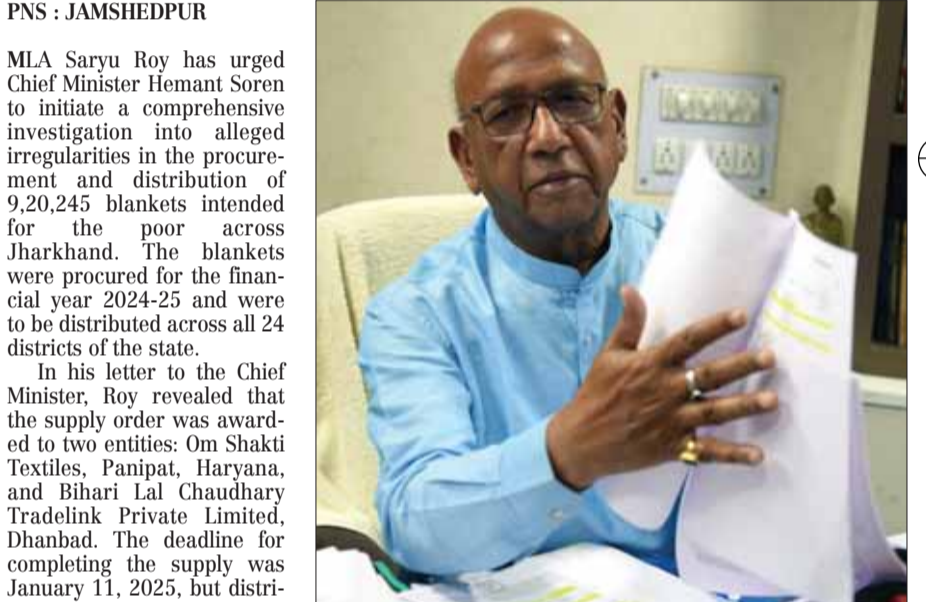 PNS : JAMSHEDPUR
MLA Saryu Roy has urged
Chief Minister Hemant Soren
to initiate a comprehensive
investigation into alleged
irregularities in the procure-
ment and distribution of
9,20,245 blankets intended
for the poor across
Jharkhand. The blankets
were procured for the finan-
cial year 2024-25 and were
to be distributed across all 24
districts of the state.
In his letter to the Chief
Minister, Roy revealed that
the supply order was award-
ed to two entities: Om Shakti
Textiles, Panipat, Haryana,
and Bihari Lal Chaudhary
Tradelink Private Limited,
Dhanbad. The deadline for
completing the supply was
January 11, 2025, but distri-